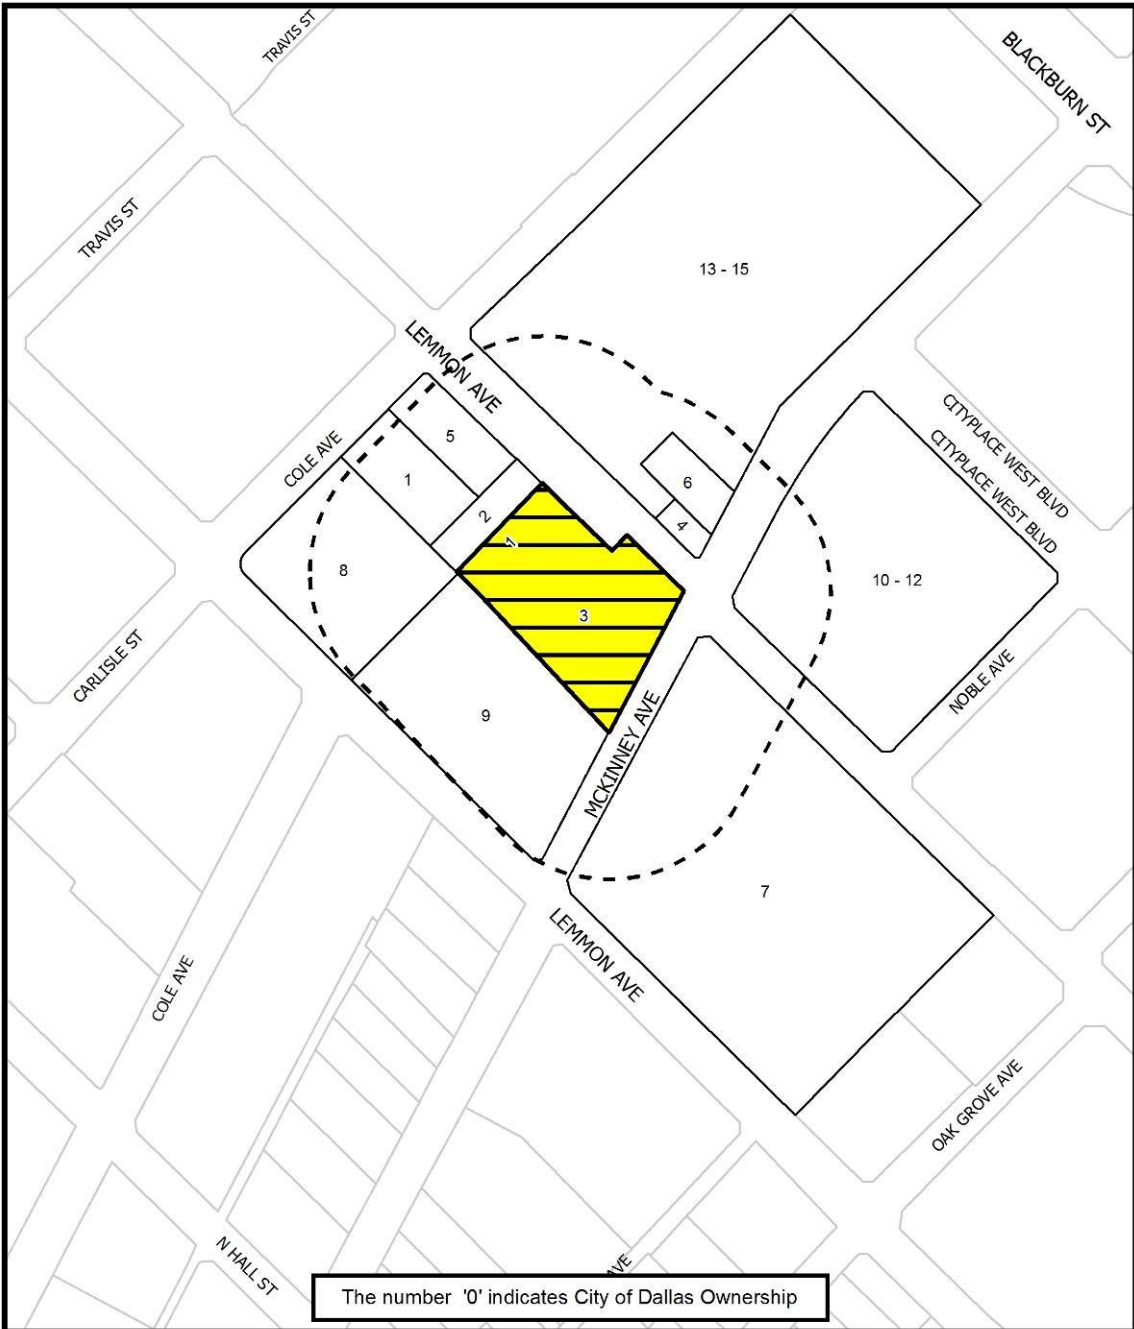 TRAVIS ST
BLACKBURN ST
TRAVIS ST
13 - 15
LEMMON AVE
CITYPLACE WEST BLVD
CITYPLACE WEST BLVD
COLE AVE
5
1
6
2
4
1
8
10 - 12
3
CARLISLE ST
NOBLE AVE
9
MCKINNEY AVE
7
LEMMON AVE
COLE AVE
OAK GROVE AVE
N HALL ST
AVE
The number '0' indicates City of Dallas Ownership